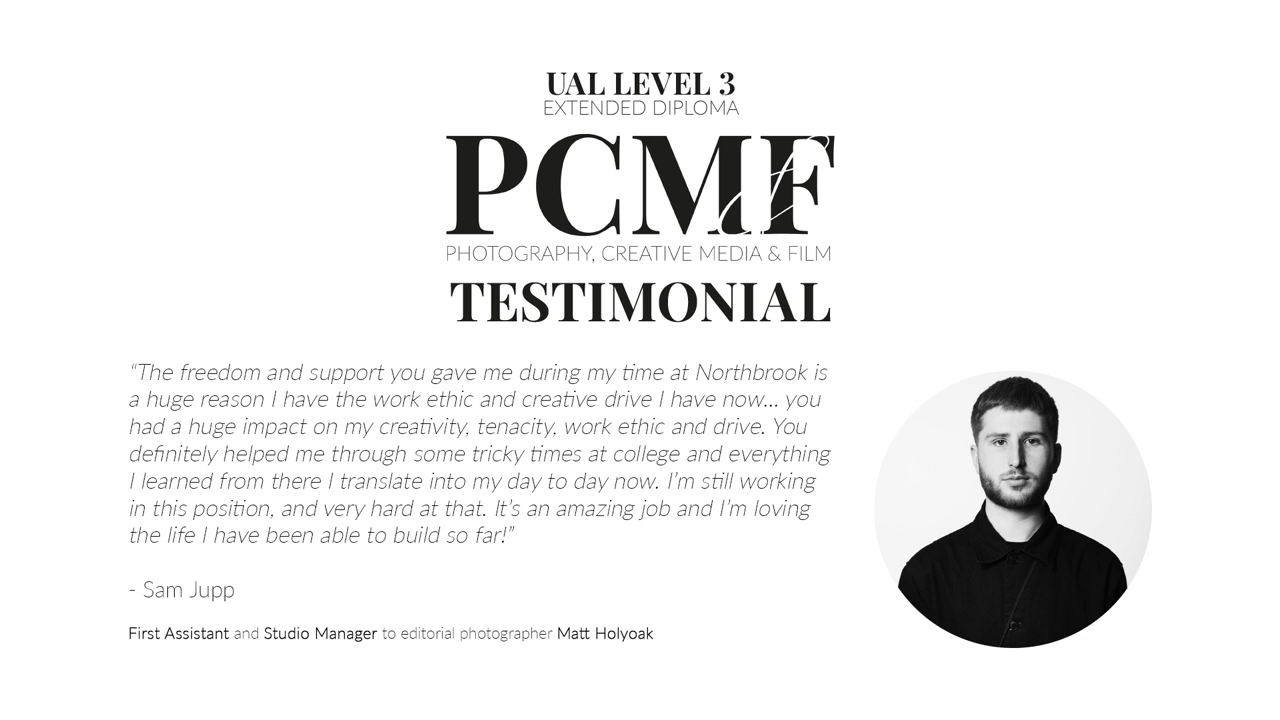 UAL LEVEL 3
EXTENDED DIPLOMA
PCMF
PHOTOGRAPHY, CREATIVE MEDIA & FILM
TESTIMONIAL
“The freedom and support you gave me during my time at Northbrook is
a huge reason I have the work ethic and creative drive I have now... you
had a huge impact on my creativity, tenacity, work ethic and drive. You
definitely helped me through some tricky times at college and everything
I learned from there I translate into my day to day now. I’m still working
in this position, and very hard at that. It’s an amazing job and I’m loving
the life I have been able to build so far!”
- Sam Jupp
First Assistant and Studio Manager to editorial photographer Matt Holyoak